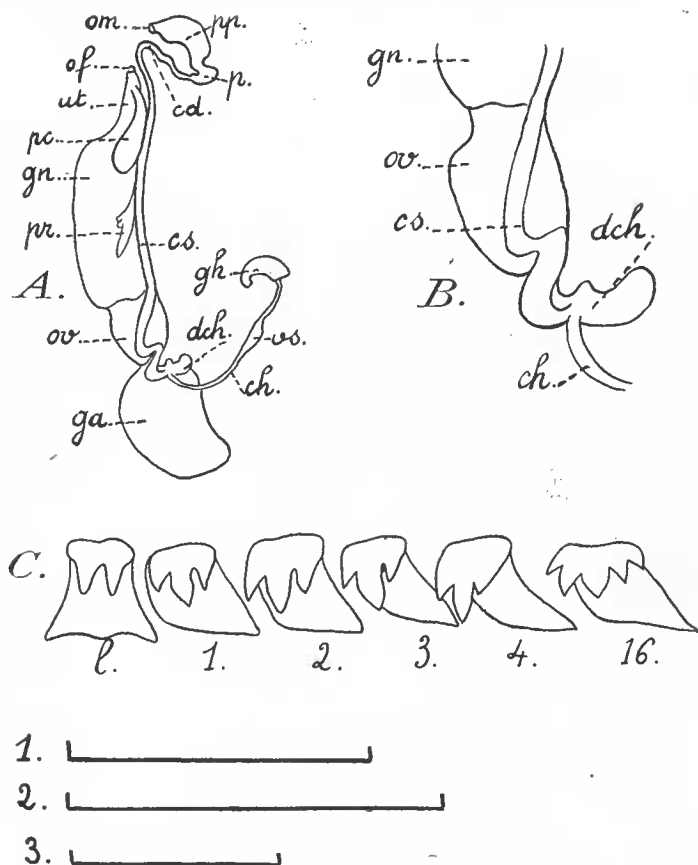 om.
pp.
of.
p.
ut.
cd.
pc.
gn.
pr.
cs.
A.
gh.
ov.
dch.
vs.
ch.
ga.
gn.
ov.
cs.
dch.
B.
ch.
C.
l. 1. 2. 3. 4. 16.
1.
2.
3.